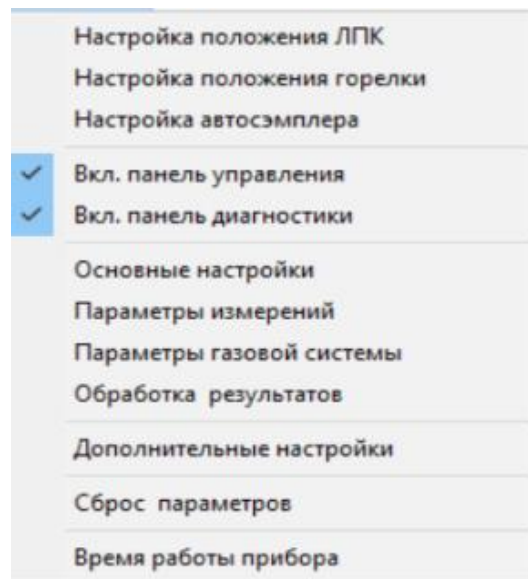 Настройка положения ЛПК
Настройка положения горелки
Настройка автосэмплера
Вкл. панель управления
Вкл. панель диагностики
Основные настройки
Параметры измерений
Параметры газовой системы
Обработка  результатов
Дополнительные настройки
Сброс  параметров
Время работы прибора